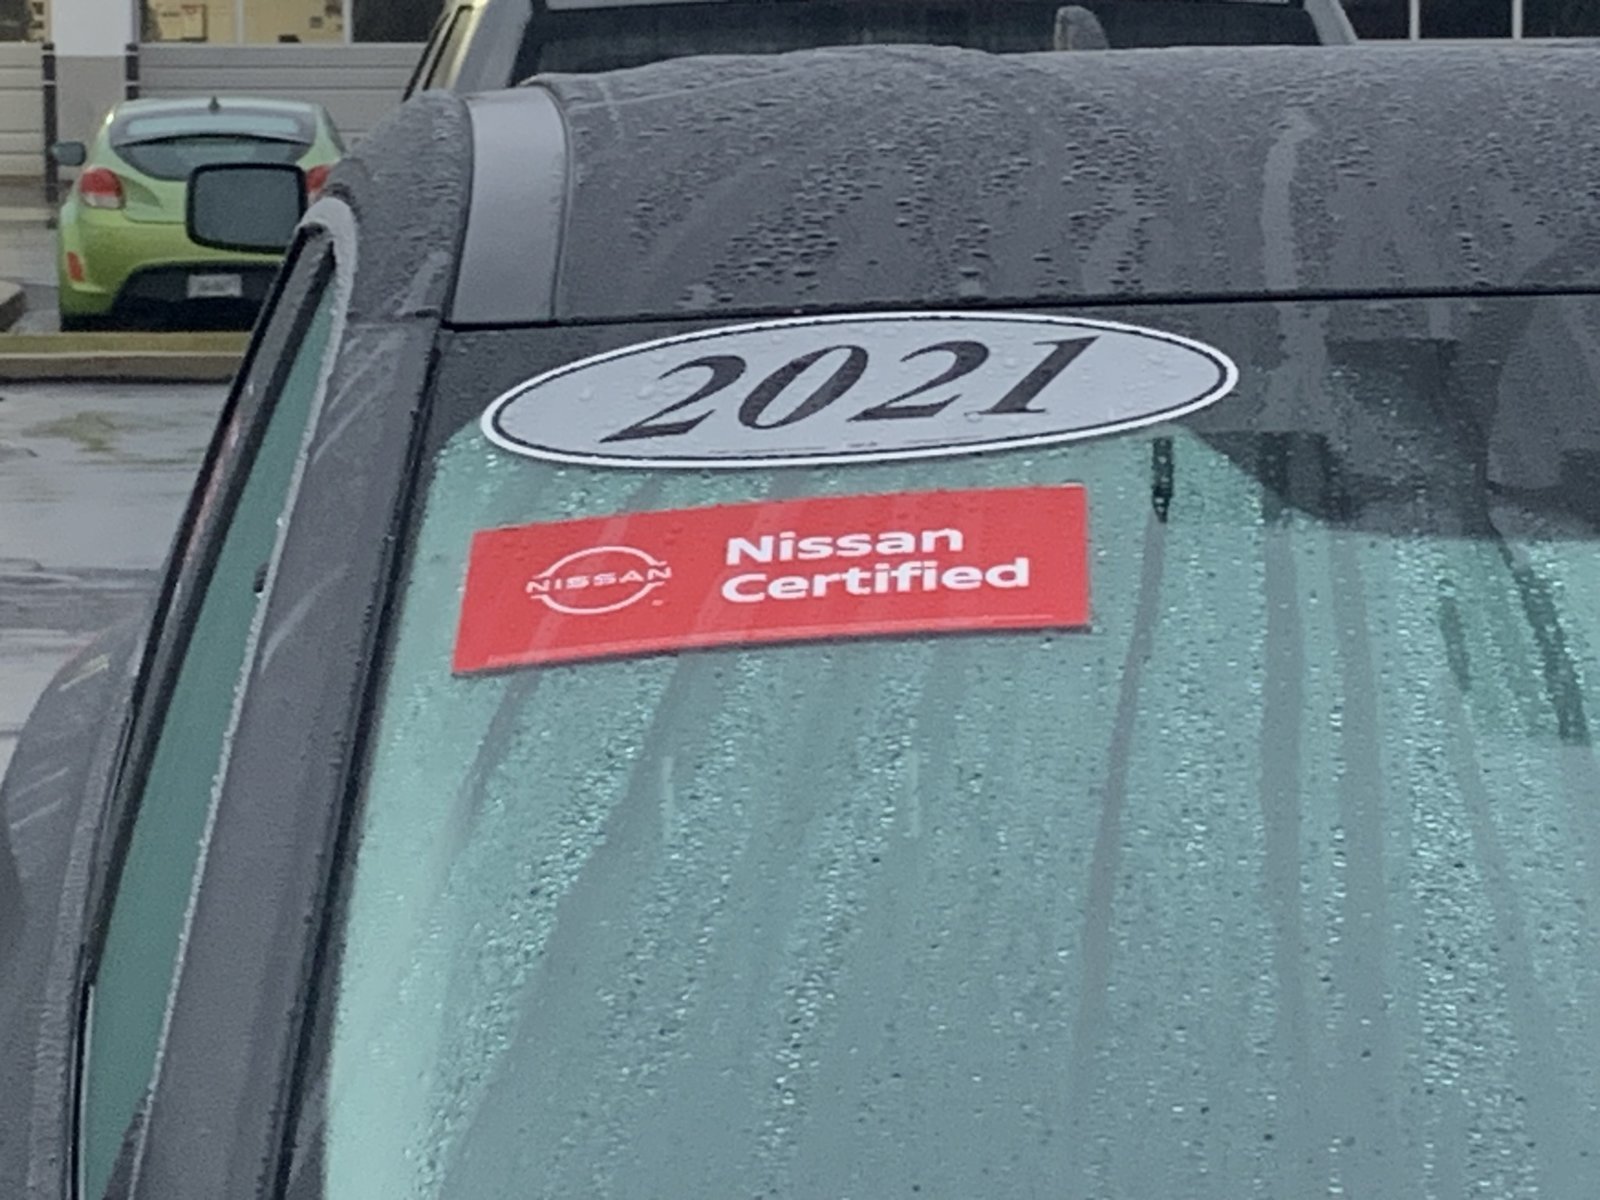 2021
NISSAN
Nissan
Certified